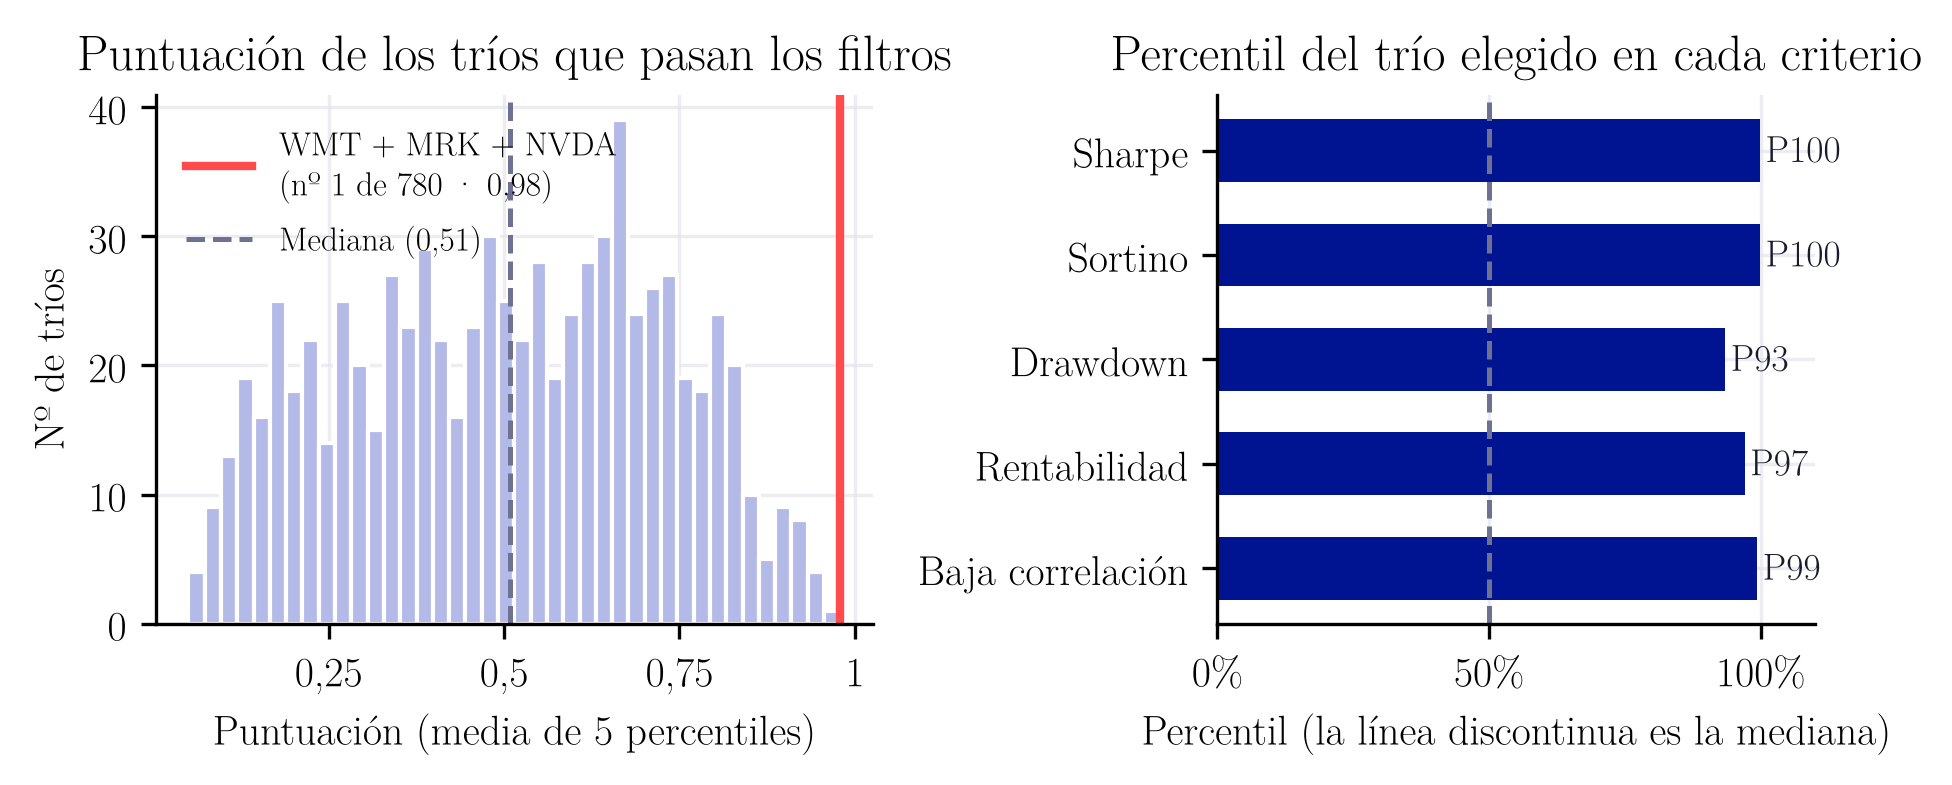 Puntuación de los tríos que pasan los filtros
40
30
20
10
0
Nº de tríos
WMT + MRK + NVDA
(nº 1 de 780 · 0,98)
Mediana (0,51)
0,25
0,5
0,75
1
Puntuación (media de 5 percentiles)
Percentil del trío elegido en cada criterio
Sharpe
P100
Sortino
P100
Drawdown
P93
Rentabilidad
P97
Baja correlación
P99
0%
50%
100%
Percentil (la línea discontinua es la mediana)